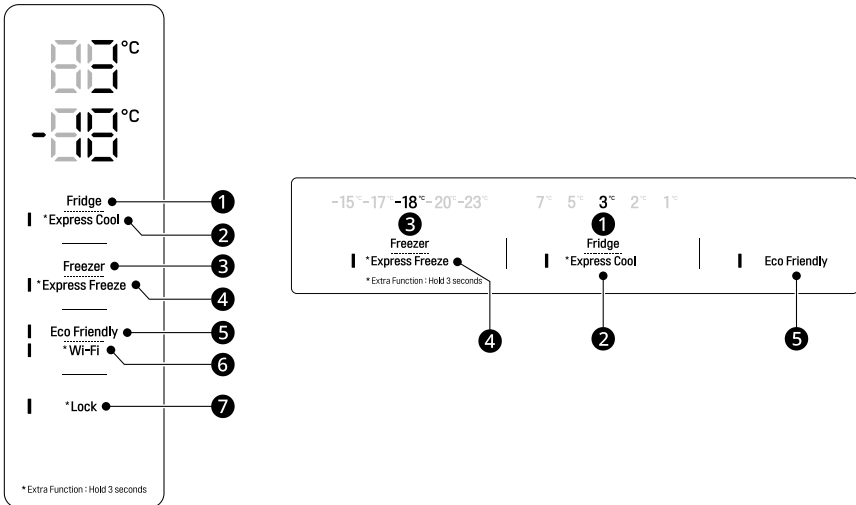 3 °C
-18 °C
Fridge
*Express Cool
Freezer
*Express Freeze
Eco Friendly
*Wi-Fi
*Lock
* Extra Function : Hold 3 seconds
1
2
3
4
5
6
7
-15°C -17°C -18°C -20°C -23°C
7°C 5°C 3°C 2°C 1°C
3
1
Freezer
Fridge
*Express Freeze
*Express Cool
Eco Friendly
* Extra Function : Hold 3 seconds
4
2
5